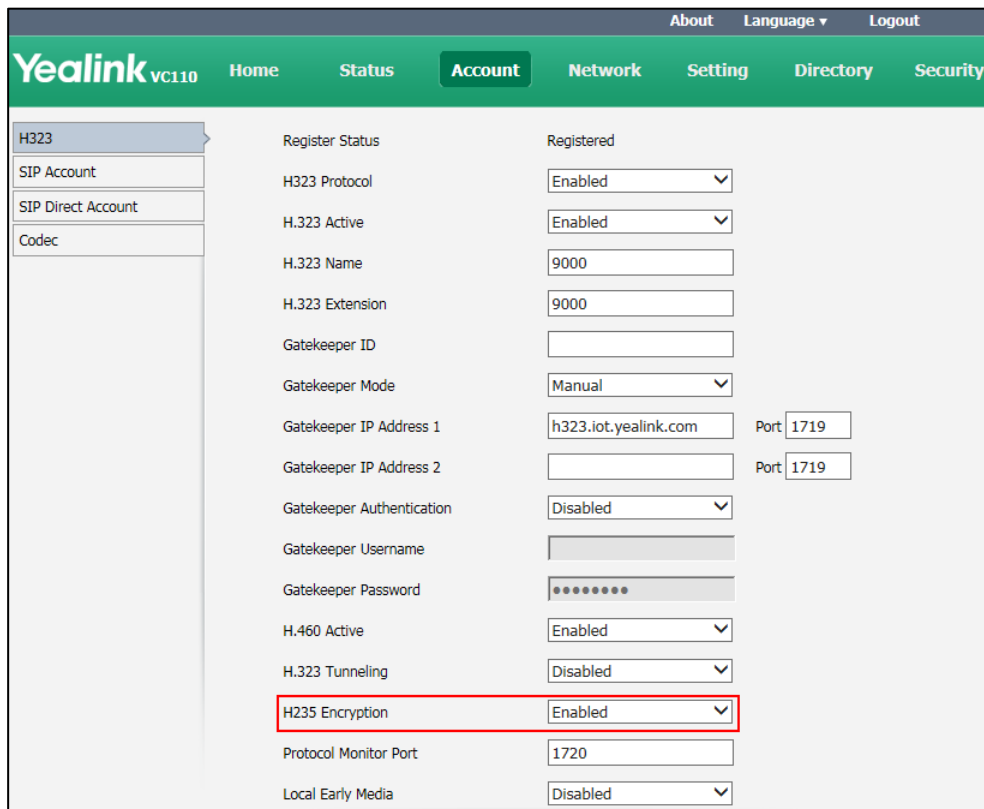 About Language ▾ Logout
Yealink VC110 Home Status Account Network Setting Directory Security
H323
SIP Account
SIP Direct Account
Codec
Register Status Registered
H323 Protocol Enabled
H.323 Active Enabled
H.323 Name 9000
H.323 Extension 9000
Gatekeeper ID
Gatekeeper Mode Manual
Gatekeeper IP Address 1 h323.iot.yealink.com Port 1719
Gatekeeper IP Address 2 Port 1719
Gatekeeper Authentication Disabled
Gatekeeper Username
Gatekeeper Password ●●●●●●●●
H.460 Active Enabled
H.323 Tunneling Disabled
H235 Encryption Enabled
Protocol Monitor Port 1720
Local Early Media Disabled